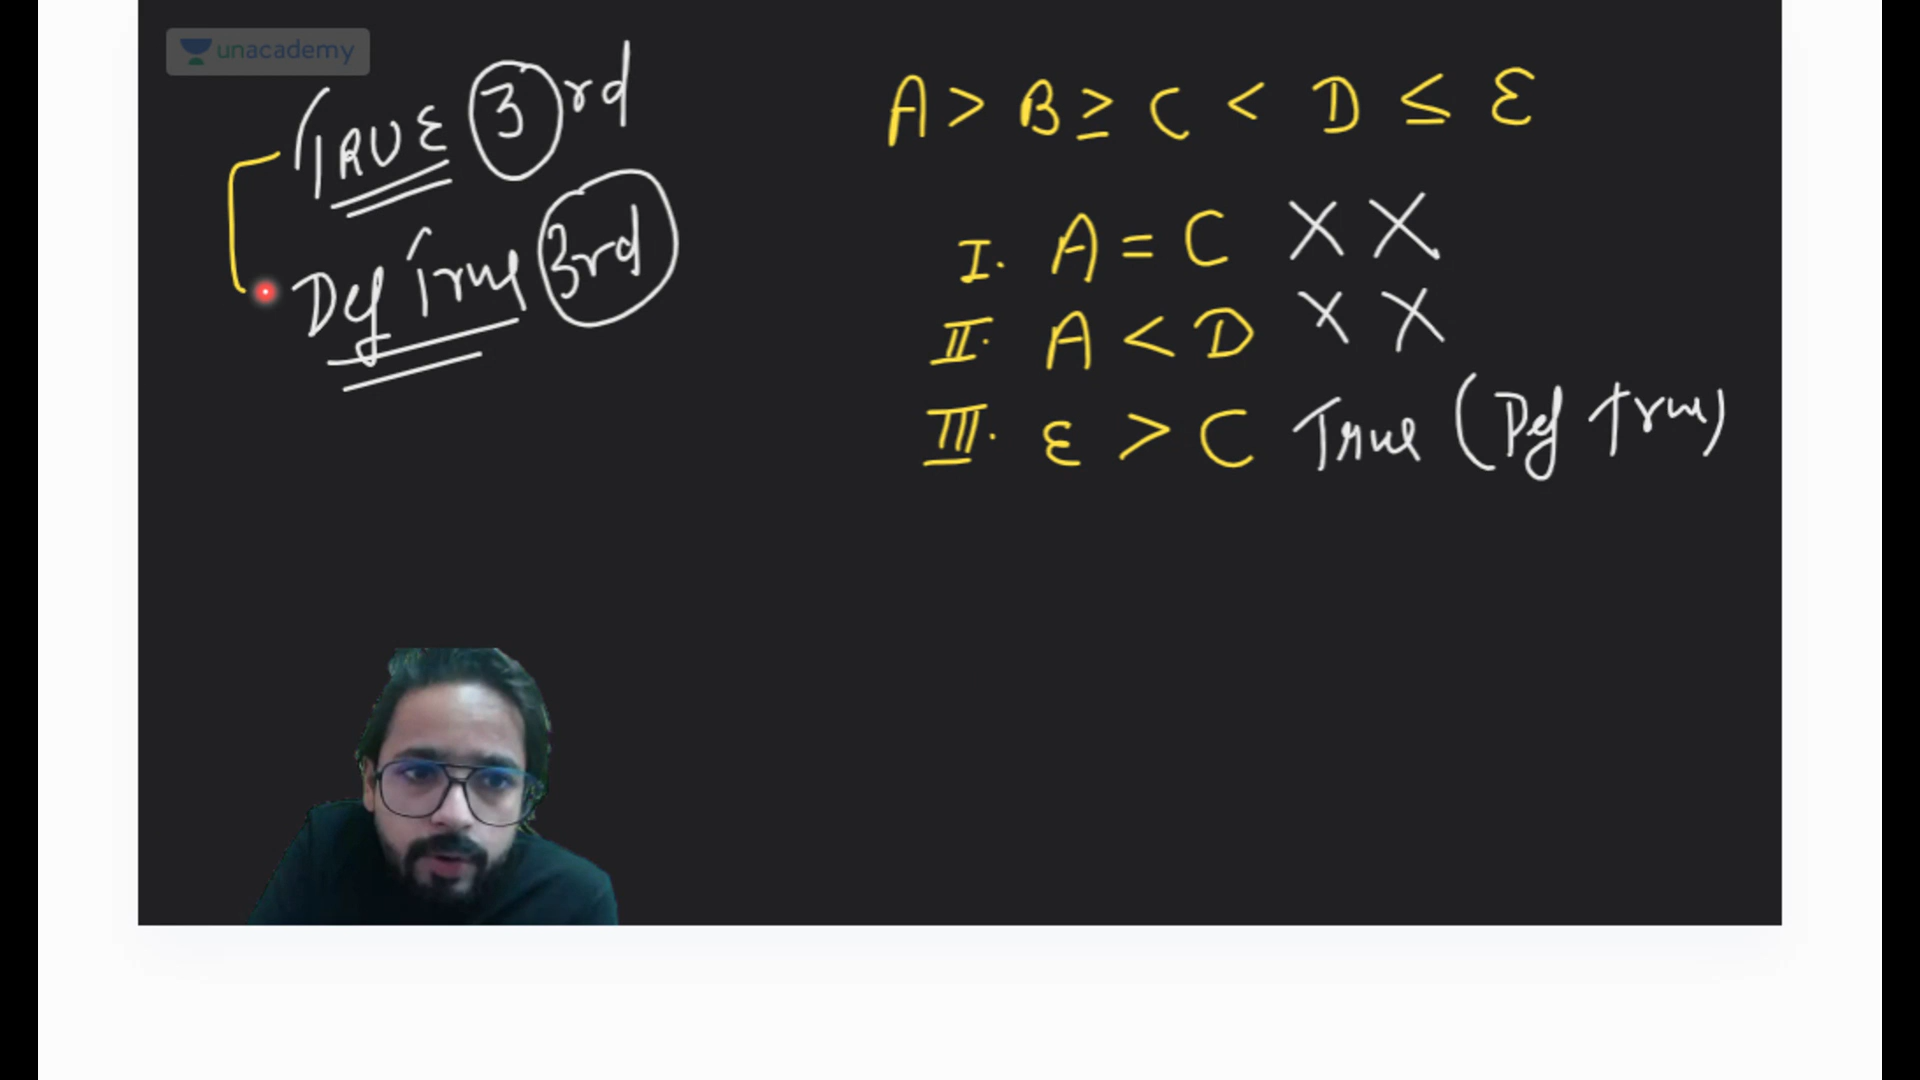 unacademy
TRUE 3rd
Def True 3rd
A > B ≥ C < D ≤ E
I. A = C X X
II. A < D X X
III. E > C True (Def True)